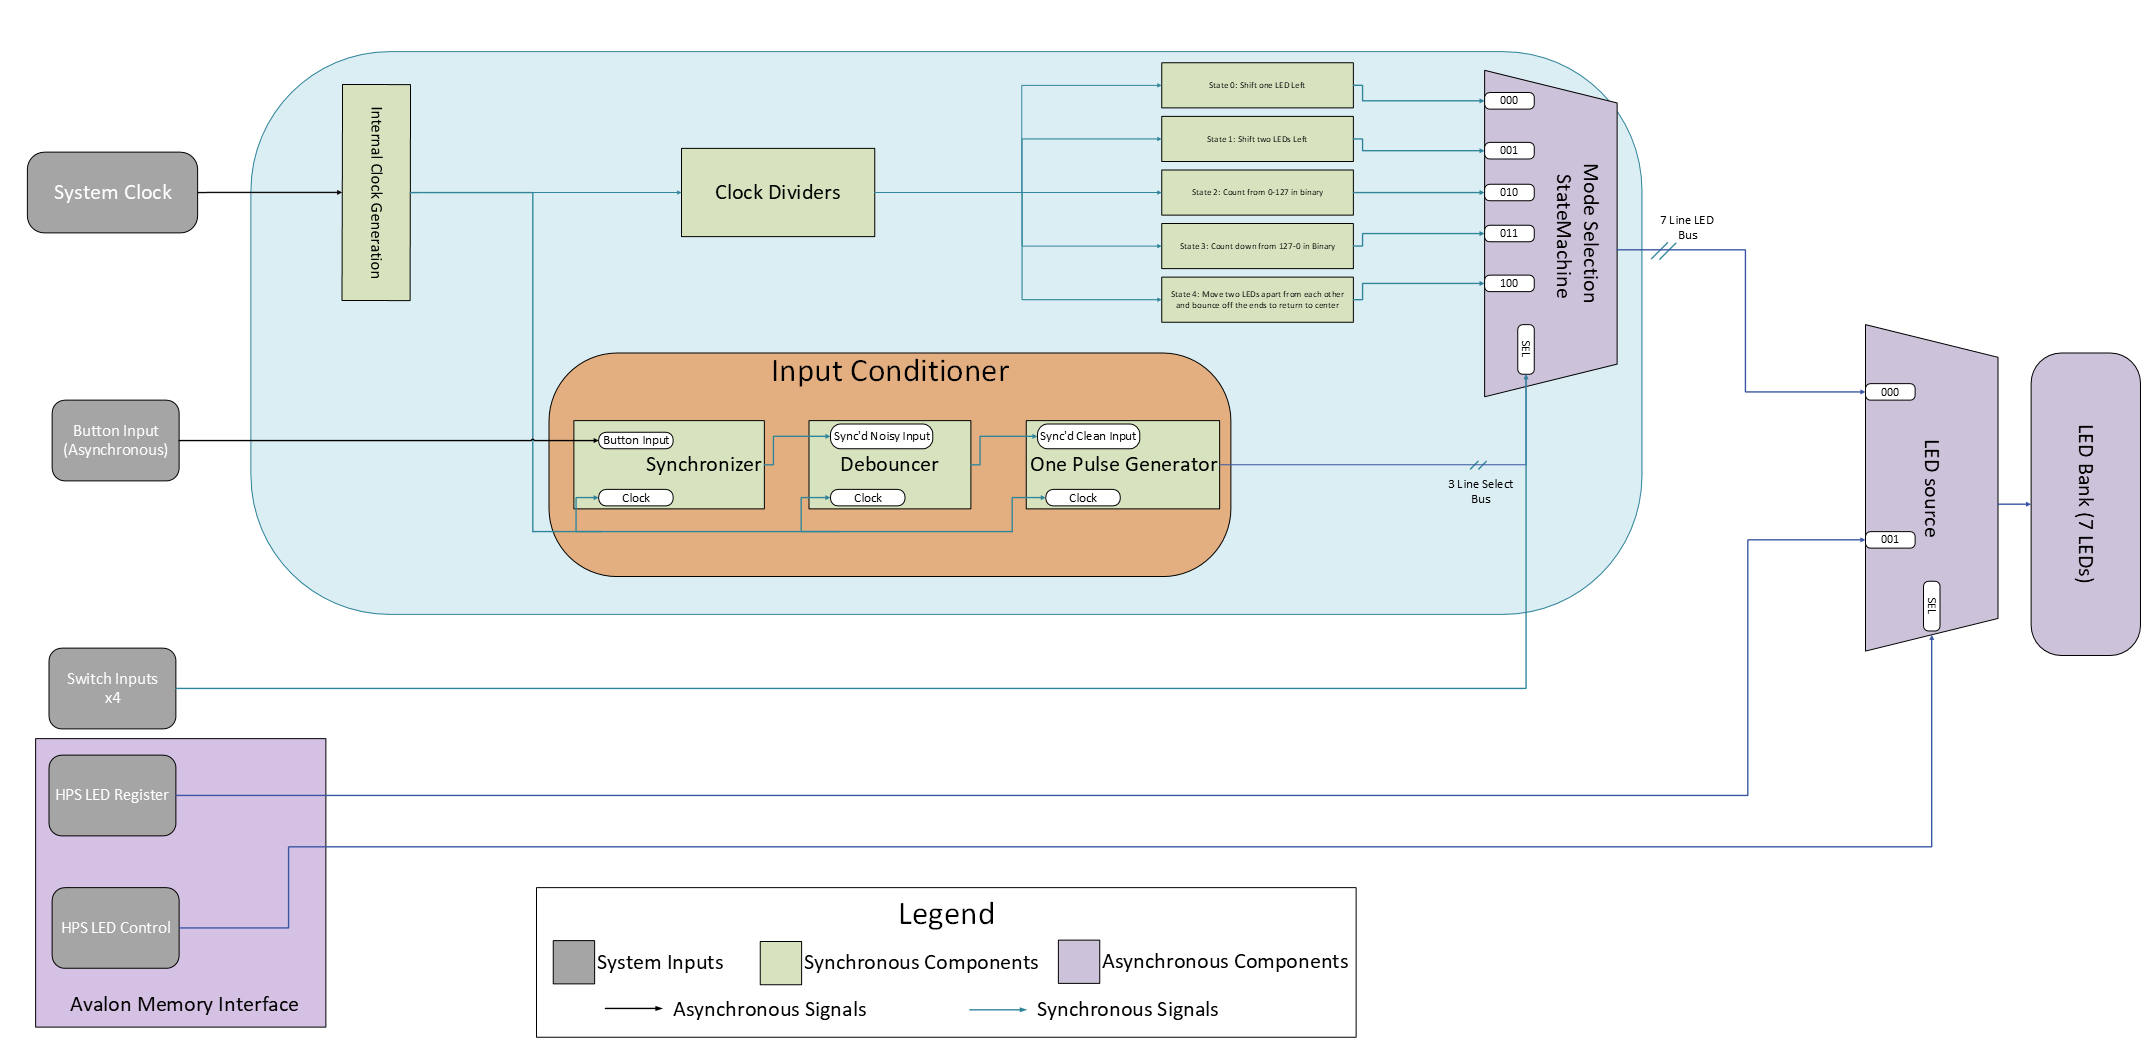 System Clock
Internal Clock Generation
Clock Dividers
State 0: Shift one LED Left
State 1: Shift two LEDs Left
State 2: Count from 0-127 in binary
State 3: Count down from 127-0 in Binary
State 4: Move two LEDs apart from each other
and bounce off the ends to return to center
000
001
010
011
100
SEL
Mode Selection
StateMachine
7 Line LED
Bus
Input Conditioner
Button Input
(Asynchronous)
Button Input
Synchronizer
Clock
Sync'd Noisy Input
Debouncer
Clock
Sync'd Clean Input
One Pulse Generator
Clock
3 Line Select
Bus
000
001
SEL
LED source
LED Bank (7 LEDs)
Switch Inputs
x4
HPS LED Register
HPS LED Control
Avalon Memory Interface
Legend
System Inputs
Synchronous Components
Asynchronous Components
Asynchronous Signals
Synchronous Signals